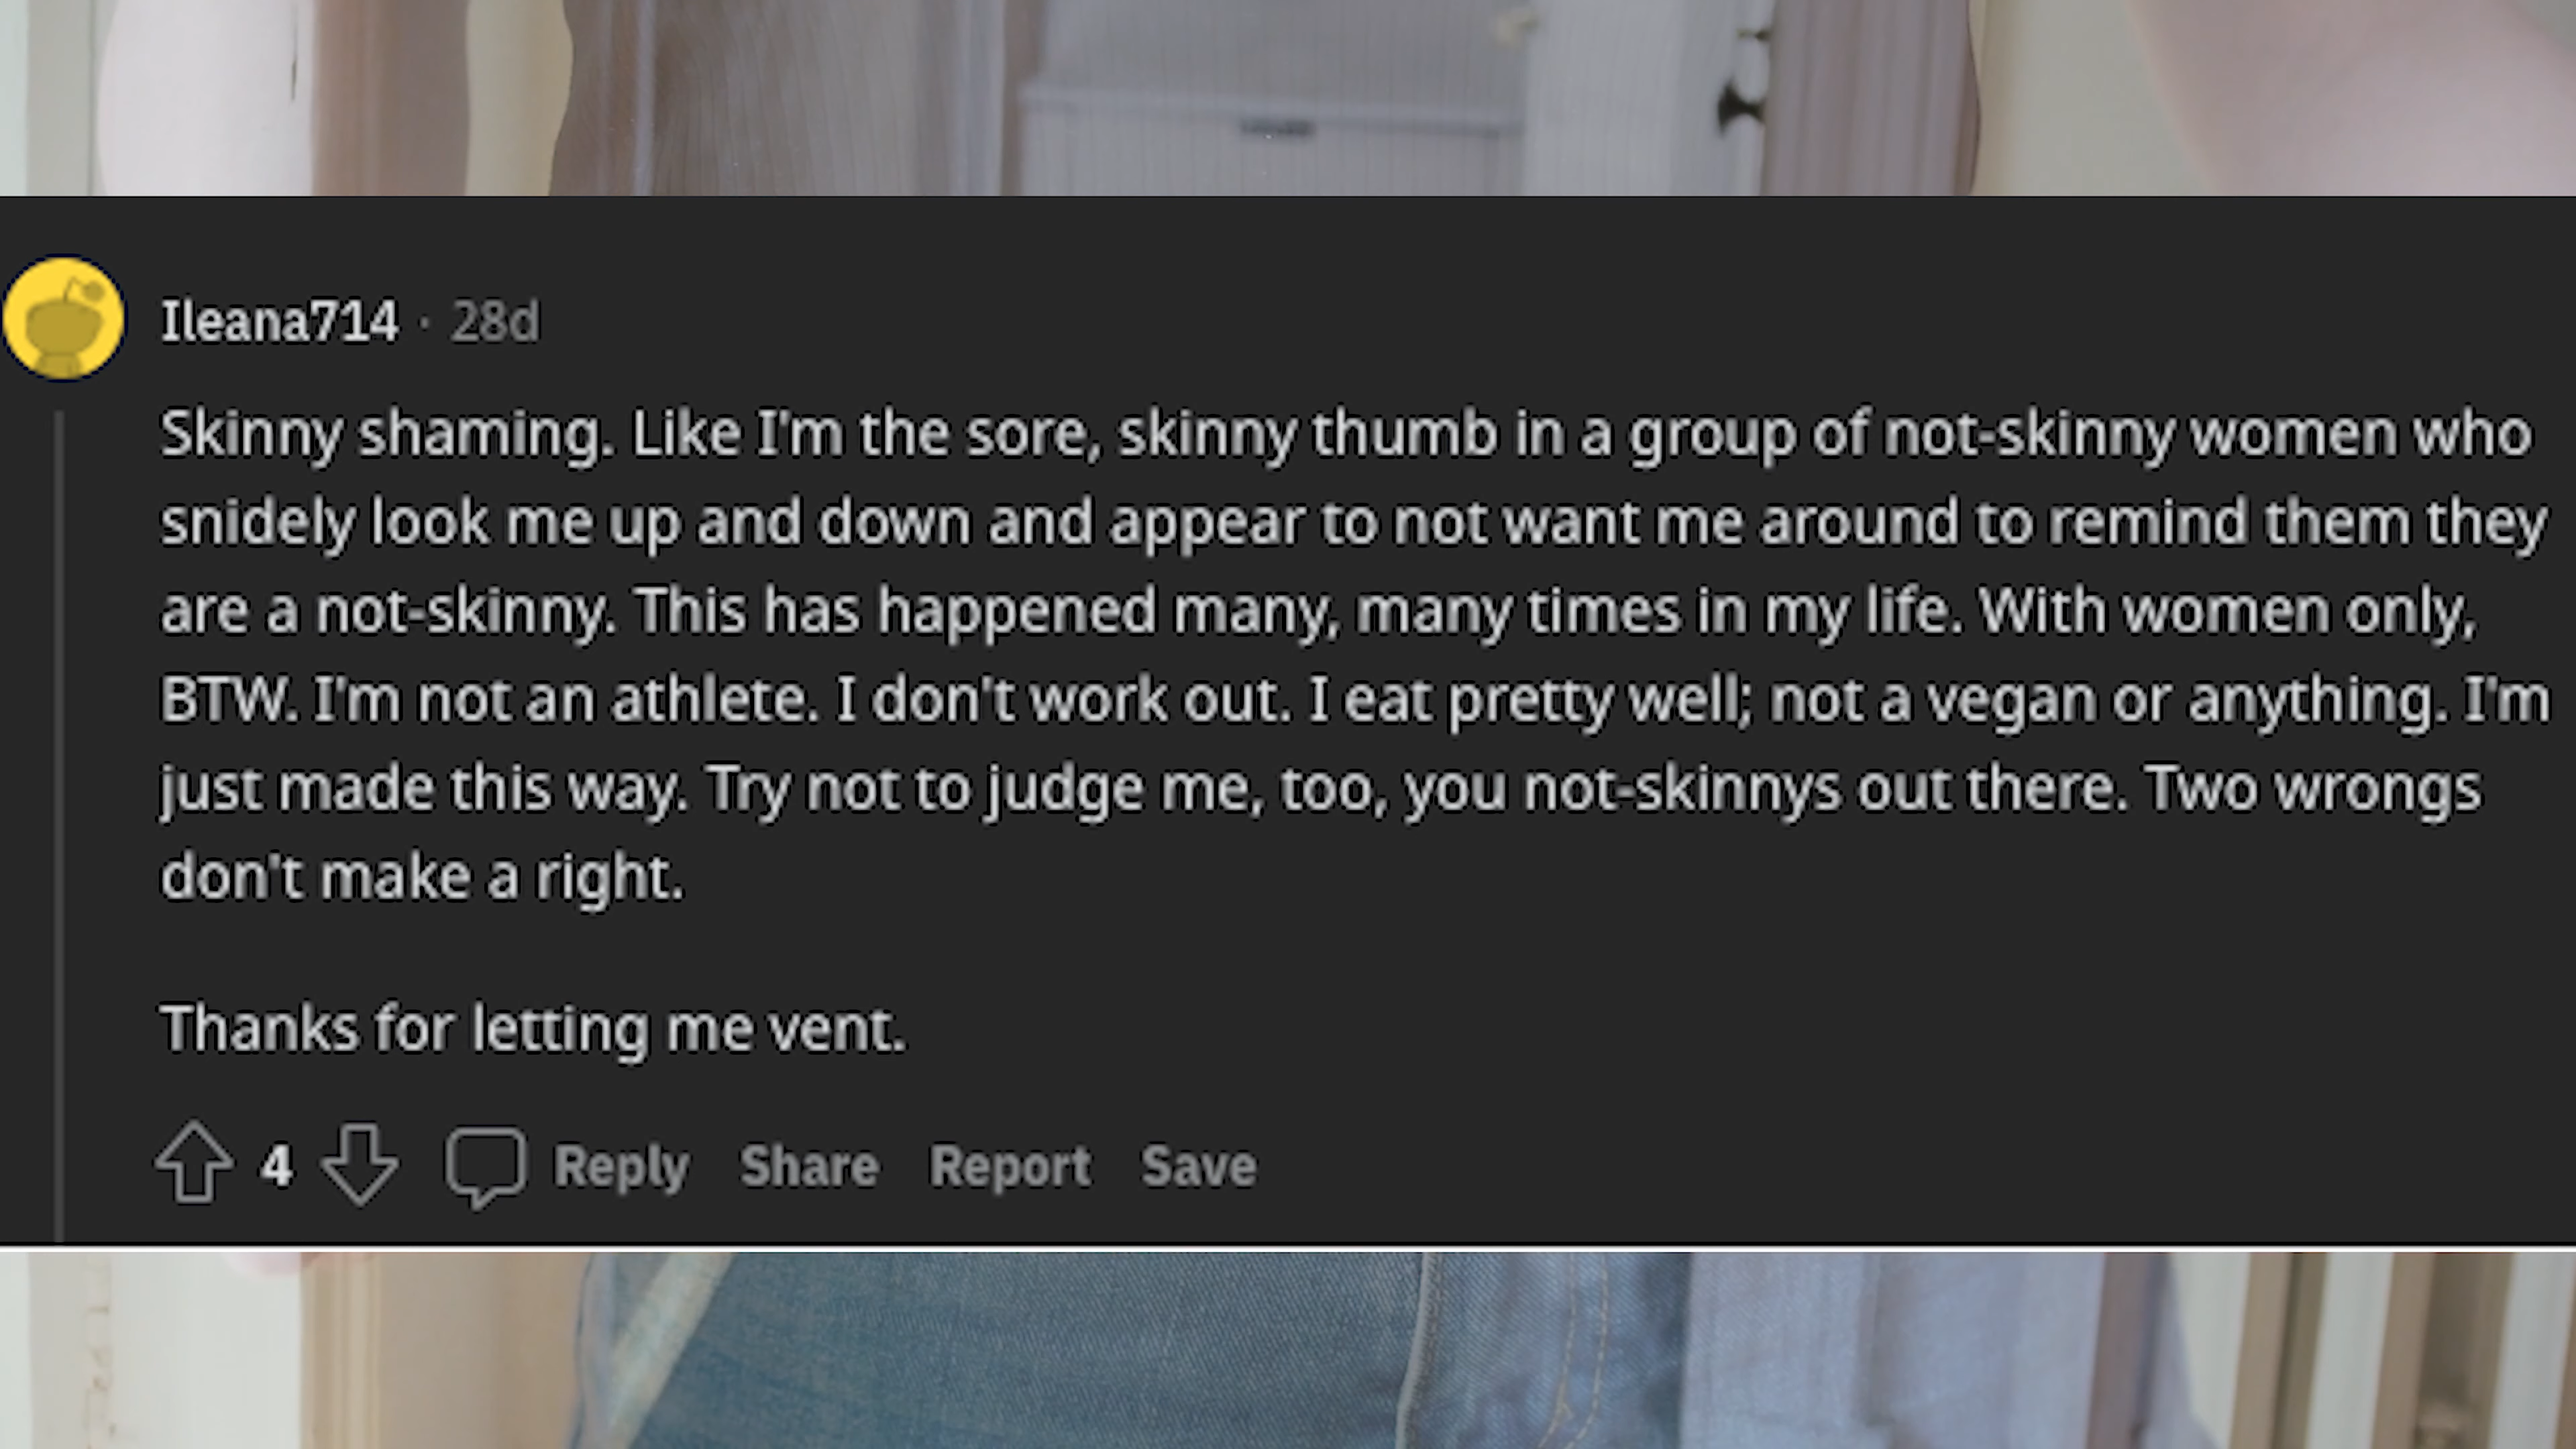 Ileana714 · 28d
Skinny shaming. Like I'm the sore, skinny thumb in a group of not-skinny women who
snidely look me up and down and appear to not want me around to remind them they
are a not-skinny. This has happened many, many times in my life. With women only,
BTW. I'm not an athlete. I don't work out. I eat pretty well; not a vegan or anything. I'm
just made this way. Try not to judge me, too, you not-skinnys out there. Two wrongs
don't make a right.
Thanks for letting me vent.
4 Reply Share Report Save